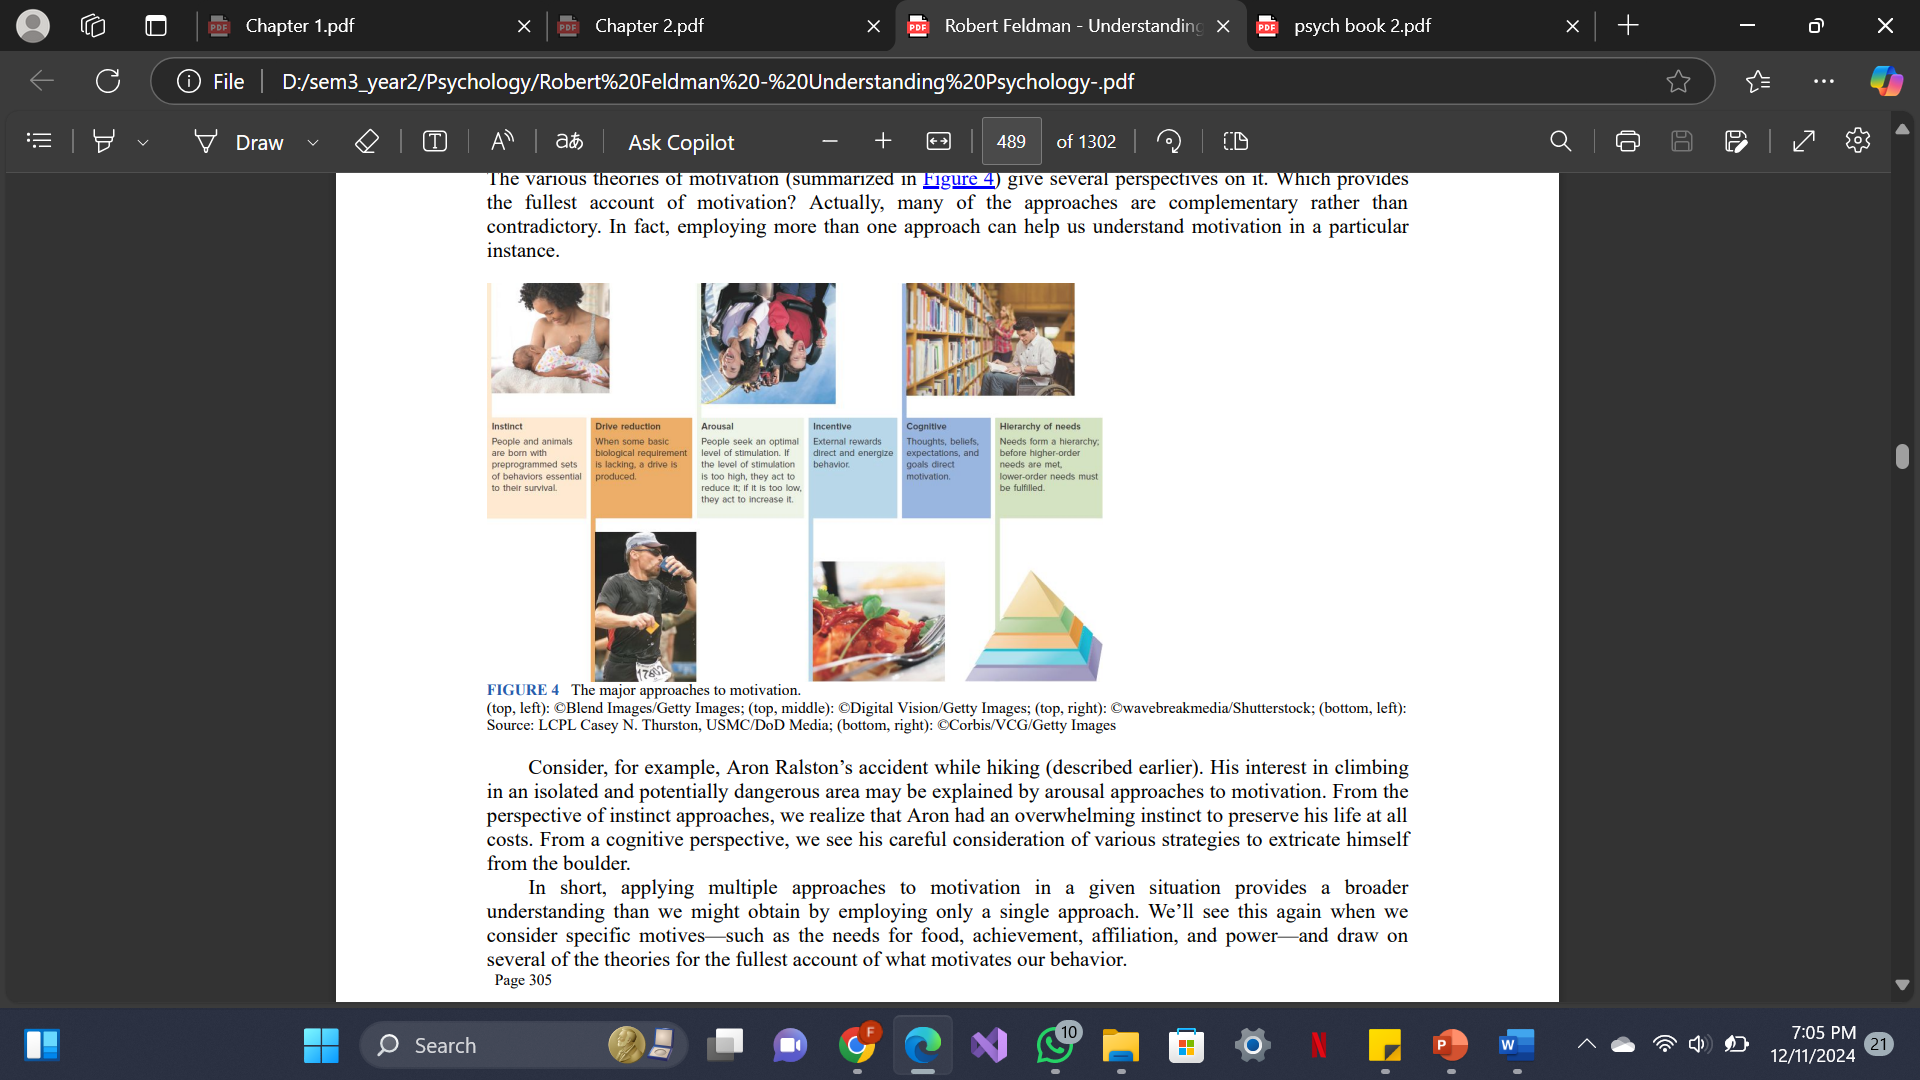 Chapter 1.pdf
Chapter 2.pdf
Robert Feldman - Understanding
psych book 2.pdf
File
D:/sem3_year2/Psychology/Robert%20Feldman%20-%20Understanding%20Psychology-.pdf
Draw
aあ
Ask Copilot
489
of 1302
The various theories of motivation (summarized in Figure 4) give several perspectives on it. Which provides
the fullest account of motivation? Actually, many of the approaches are complementary rather than
contradictory. In fact, employing more than one approach can help us understand motivation in a particular
instance.
Instinct
People and animals
are born with
preprogrammed sets
of behaviors essential
to their survival.
Drive reduction
When some basic
biological requirement
is lacking, a drive is
produced.
Arousal
People seek an optimal
level of stimulation. If
the level of stimulation
is too high, they act to
reduce it; if it is too low,
they act to increase it.
Incentive
External rewards
direct and energize
behavior.
Cognitive
Thoughts, beliefs,
expectations, and
goals direct
motivation.
Hierarchy of needs
Needs form a hierarchy;
before higher-order
needs are met,
lower-order needs must
be fulfilled.
FIGURE 4 The major approaches to motivation.
(top, left): ©Blend Images/Getty Images; (top, middle): ©Digital Vision/Getty Images; (top, right): ©wavebreakmedia/Shutterstock; (bottom, left):
Source: LCPL Casey N. Thurston, USMC/DoD Media; (bottom, right): ©Corbis/VCG/Getty Images
Consider, for example, Aron Ralston’s accident while hiking (described earlier). His interest in climbing
in an isolated and potentially dangerous area may be explained by arousal approaches to motivation. From the
perspective of instinct approaches, we realize that Aron had an overwhelming instinct to preserve his life at all
costs. From a cognitive perspective, we see his careful consideration of various strategies to extricate himself
from the boulder.
In short, applying multiple approaches to motivation in a given situation provides a broader
understanding than we might obtain by employing only a single approach. We’ll see this again when we
consider specific motives—such as the needs for food, achievement, affiliation, and power—and draw on
several of the theories for the fullest account of what motivates our behavior.
Page 305
Search
F
10
7:05 PM
12/11/2024
21